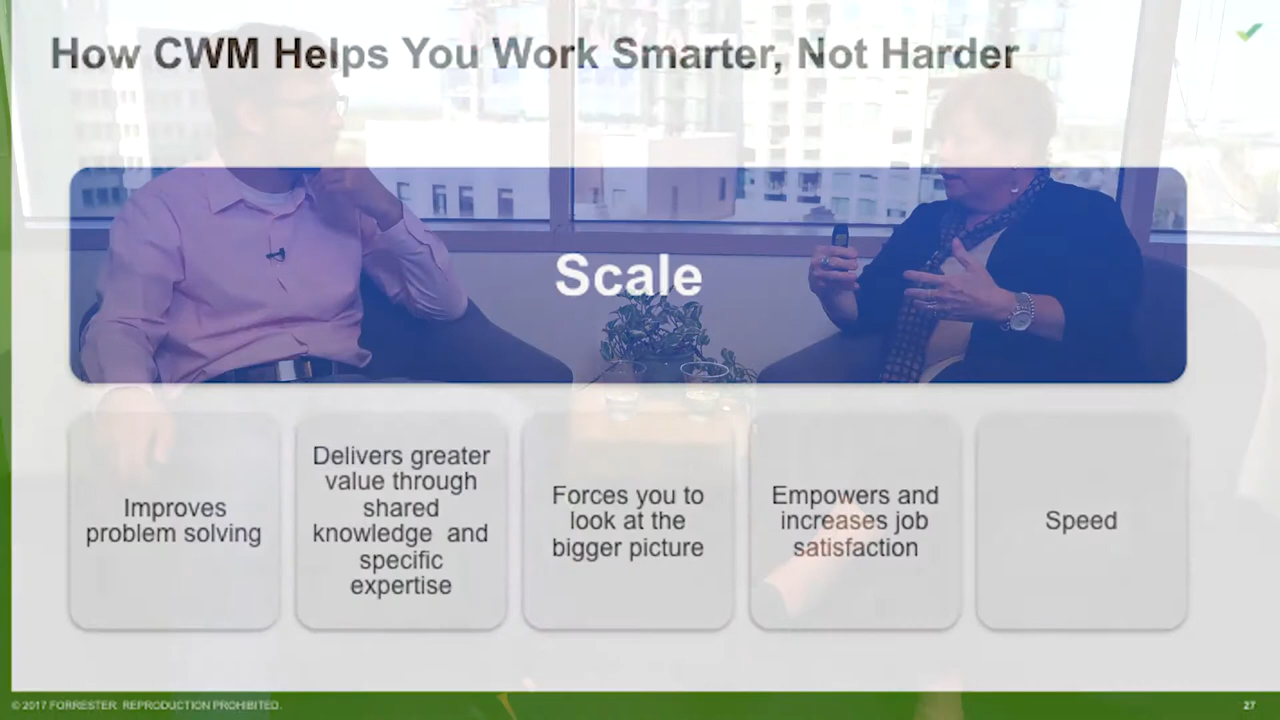 How CWM Helps You Work Smarter, Not Harder
Scale
Improves
problem solving
Delivers greater
value through
shared
knowledge and
specific
expertise
Forces you to
look at the
bigger picture
Empowers and
increases job
satisfaction
Speed
© 2017 FORRESTER. REPRODUCTION PROHIBITED.
27